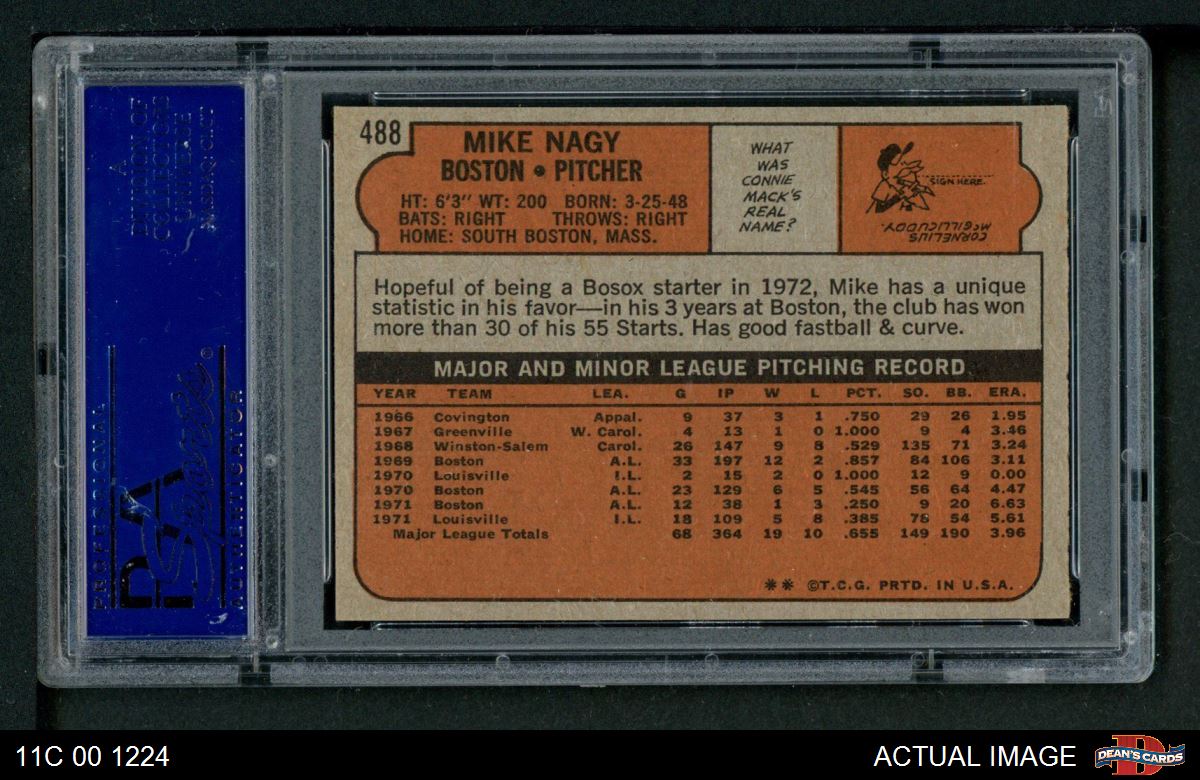 488
MIKE NAGY
BOSTON • PITCHER
HT: 6'3" WT: 200 BORN: 3-25-48
BATS: RIGHT THROWS: RIGHT
HOME: SOUTH BOSTON, MASS.
WHAT
WAS
CONNIE
MACK'S
REAL
NAME?
SIGN HERE.
CORNELIUS
McGILLICUDDY
Hopeful of being a Bosox starter in 1972, Mike has a unique
statistic in his favor—in his 3 years at Boston, the club has won
more than 30 of his 55 Starts. Has good fastball & curve.
MAJOR AND MINOR LEAGUE PITCHING RECORD
YEAR TEAM LEA. G IP W L PCT. SO. BB. ERA.
1966 Covington Appal. 9 37 3 1 .750 29 26 1.95
1967 Greenville W. Carol. 4 13 1 0 1.000 9 4 3.46
1968 Winston-Salem Carol. 26 147 9 8 .529 135 71 3.24
1969 Boston A.L. 33 197 12 2 .857 84 106 3.11
1970 Louisville I.L. 2 15 2 0 1.000 12 9 0.00
1970 Boston A.L. 23 129 6 5 .545 56 64 4.47
1971 Boston A.L. 12 38 1 3 .250 9 20 6.63
1971 Louisville I.L. 18 109 5 8 .385 78 54 5.61
Major League Totals 68 364 19 10 .655 149 190 3.96
** ©T.C.G. PRTD. IN U.S.A.
A
DIVISION OF
COLLECTORS
UNIVERSE
NASDAQ: CLCT
PROFESSIONAL
PSA
Sports
AUTHENTICATOR
11C 00 1224
ACTUAL IMAGE
DEAN'S CARDS